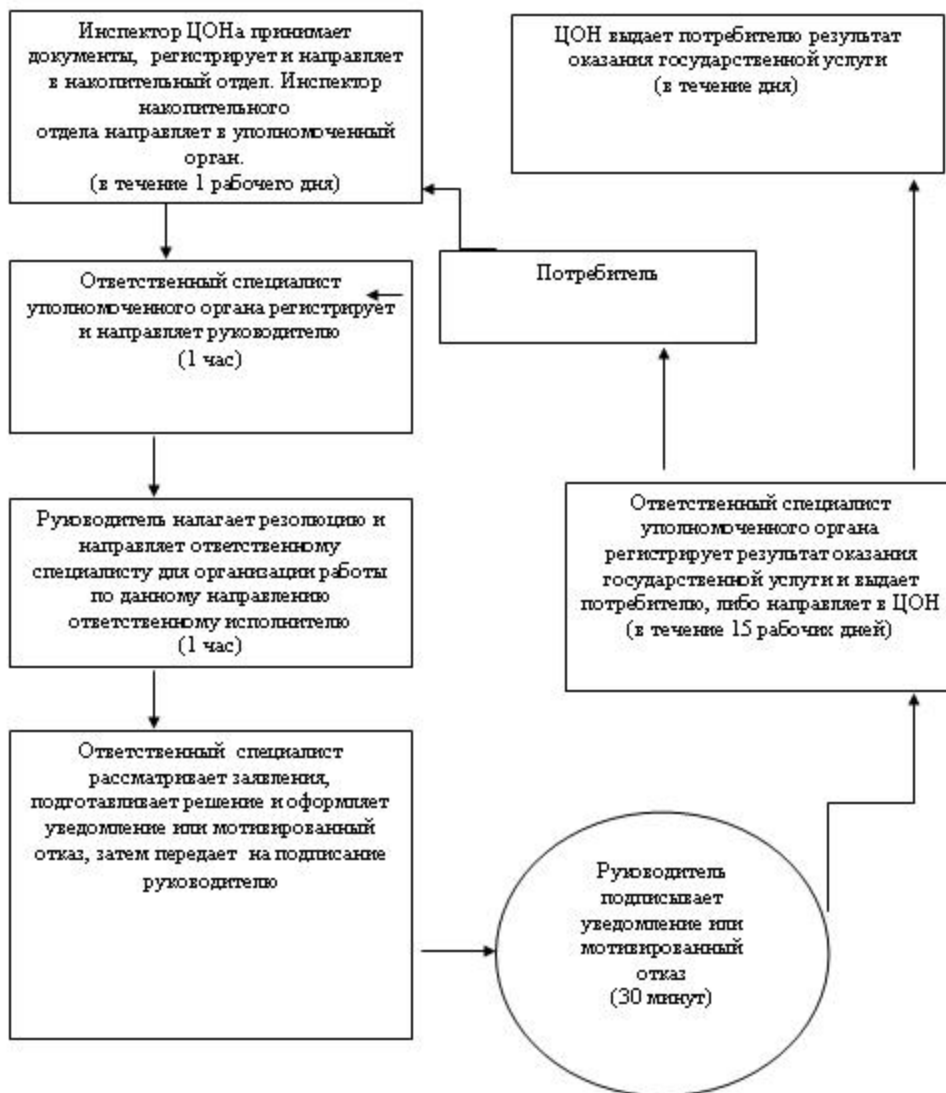 Инспектор ЦОНа принимает
документы, регистрирует и направляет
в накопительный отдел. Инспектор
накопительного
отдела направляет в уполномоченный
орган.
(в течение 1 рабочего дня)
ЦОН выдает потребителю результат
оказания государственной услуги
(в течение дня)
Потребитель
Ответственный специалист
уполномоченного органа регистрирует
и направляет руководителю
(1 час)
Руководитель налагает резолюцию и
направляет ответственному
специалисту для организации работы
по данному направлению
ответственному исполнителю
(1 час)
Ответственный специалист
уполномоченного органа
регистрирует результат оказания
государственной услуги и выдает
потребителю, либо направляет в ЦОН
(в течение 15 рабочих дней)
Ответственный специалист
рассматривает заявления,
подготавливает решение и оформляет
уведомление или мотивированный
отказ, затем передает на подписание
руководителю
Руководитель
подписывает
уведомление или
мотивированный
отказ
(30 минут)